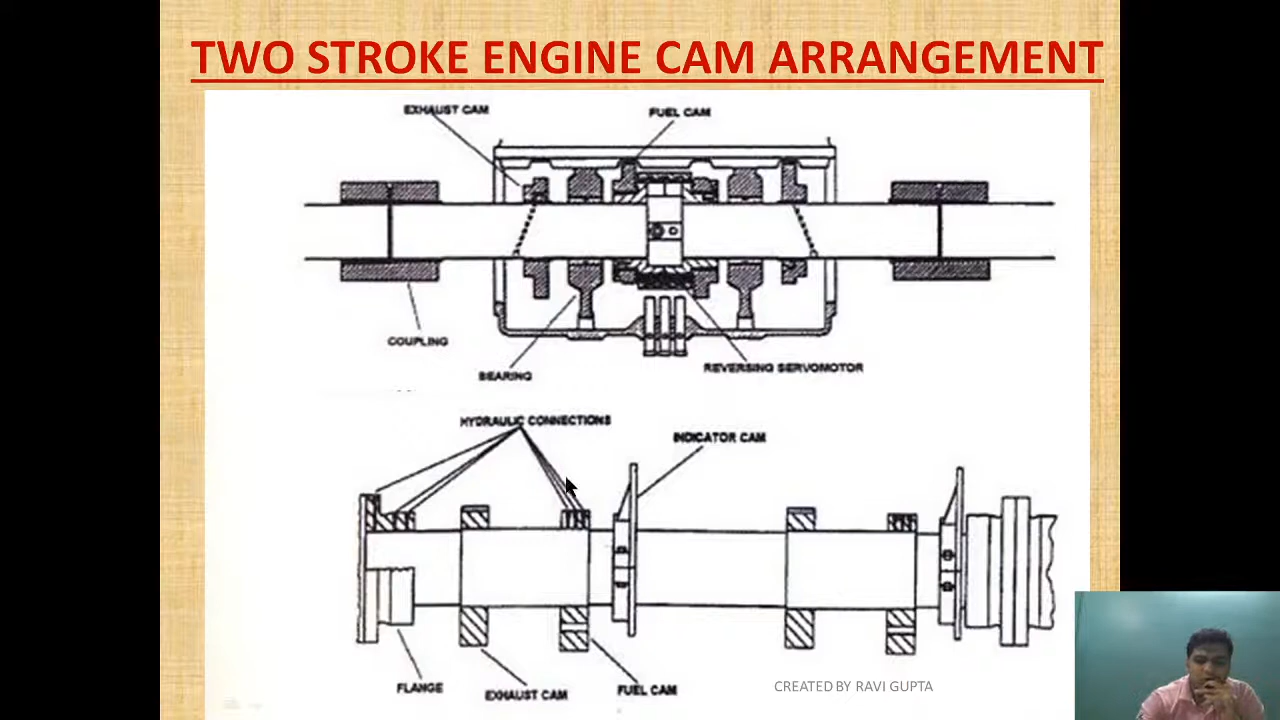 TWO STROKE ENGINE CAM ARRANGEMENT
EXHAUST CAM
FUEL CAM
COUPLING
BEARING
REVERSING SERVOMOTOR
HYDRAULIC CONNECTIONS
INDICATOR CAM
FLANGE
EXHAUST CAM
FUEL CAM
CREATED BY RAVI GUPTA